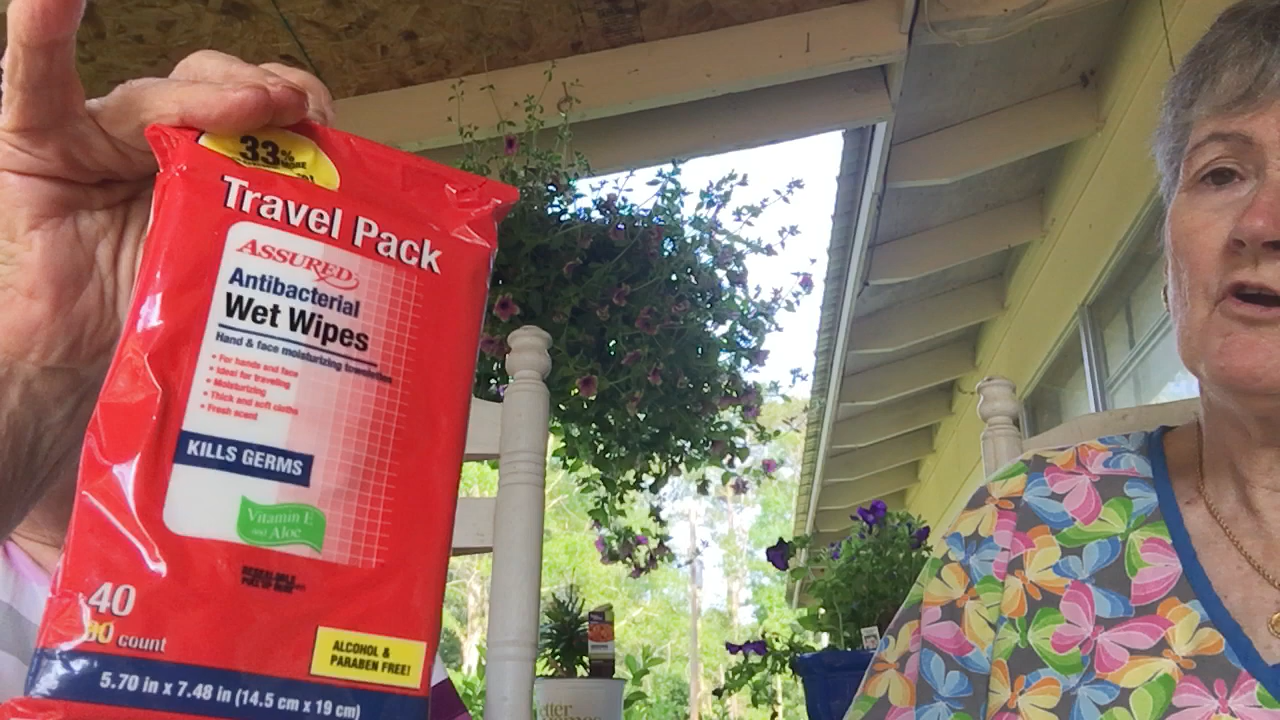 33%
MORE
Travel Pack
ASSURED
Antibacterial
Wet Wipes
Hand & face moisturizing towelettes
• For hands and face
• Ideal for traveling
• Moisturizing
• Thick and soft cloths
• Fresh scent
KILLS GERMS
Vitamin E
and Aloe
40
30 count
ALCOHOL &
PARABEN FREE!
5.70 in x 7.48 in (14.5 cm x 19 cm)